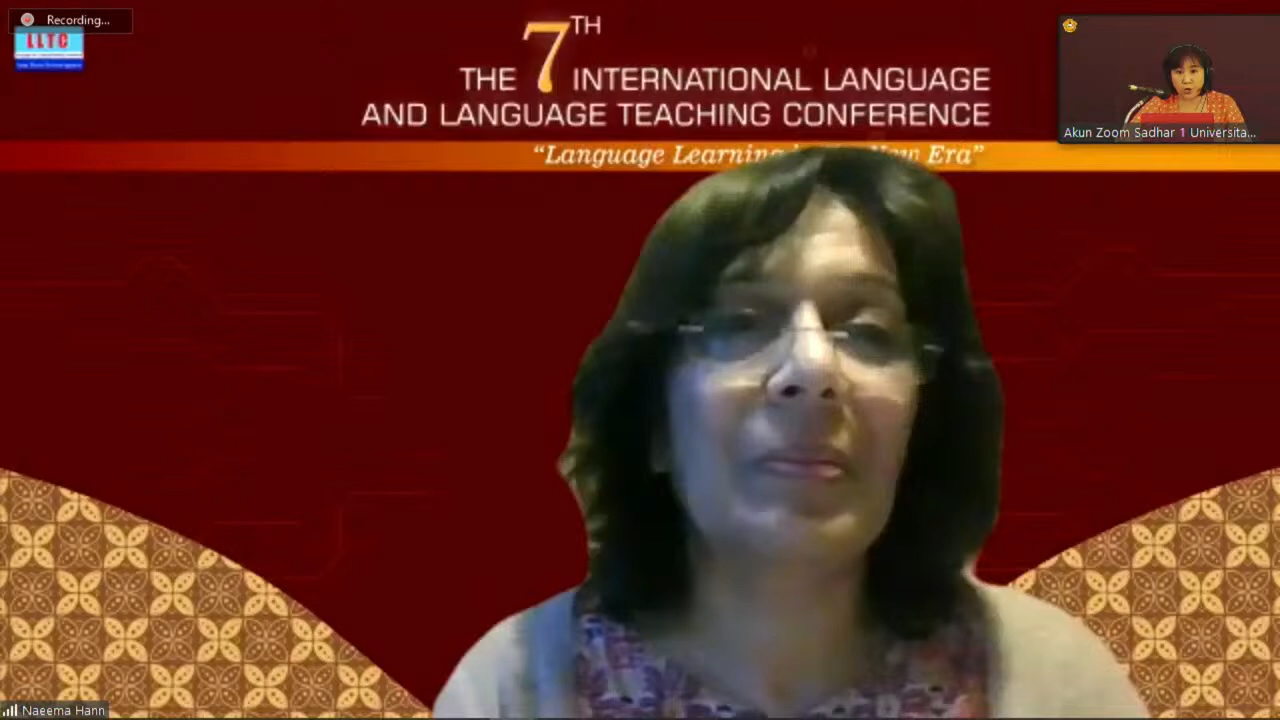 Recording...
LLTC
THE 7TH INTERNATIONAL LANGUAGE
AND LANGUAGE TEACHING CONFERENCE
“Language Learning New Era”
Akun Zoom Sadhar 1 Universita...
Naeema Hann